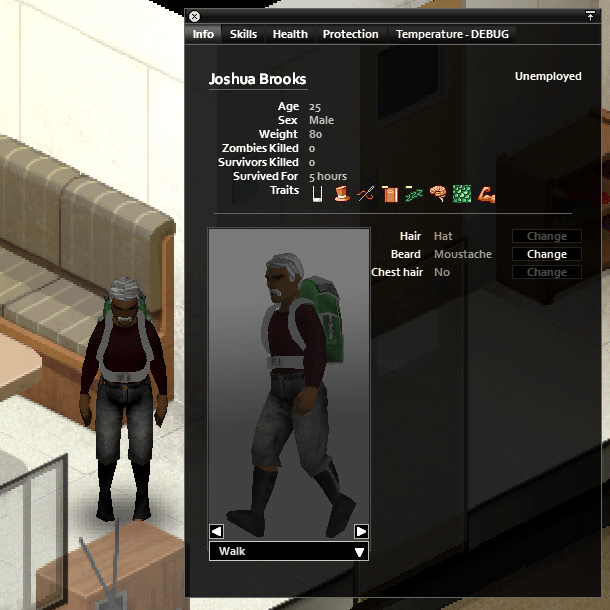 Info Skills Health Protection Temperature - DEBUG
Joshua Brooks Unemployed
Age 25
Sex Male
Weight 80
Zombies Killed 0
Survivors Killed 0
Survived For 5 hours
Traits
Hair Hat Change
Beard Moustache Change
Chest hair No Change
Walk